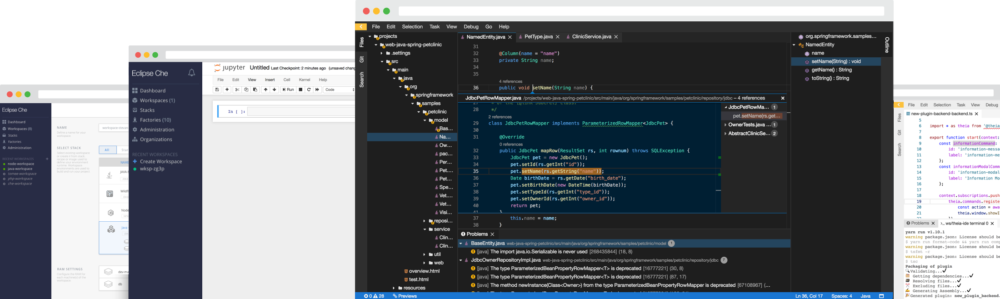 Eclipse Che
Dashboard
Workspaces (8)
Stacks
Factories
Administration
RECENT WORKSPACES +
node-workspace
java-workspace
tomee-workspace
php-workspace
che-workspace
NAME
Define a name for your
workspace
workspace-stevan
SELECT STACK
Select existing workspace
or create it from stack,
recipe or image used to
define your environment
runtime. Workspace
environments are used to
build and run your project.
All
Star
NAME
JAVA
Wildfl
Node
Java
RAM SETTINGS
Configure the RAM for
each machine(s) of the
workspace
dev-ma
db
Eclipse Che
Dashboard
Workspaces (1)
Stacks
Factories (10)
Administration
Organizations
RECENT WORKSPACES
+ Create Workspace
wksp-zg3p
jupyter Untitled Last Checkpoint: 2 minutes ago (unsaved chang
File Edit View Insert Cell Kernel Help
Run Code
In [ ]:
File Edit Selection Task View Debug Go Help
Files
Git
Search
projects
web-java-spring-petclinic
.settings
src
main
java
org
springframework
samples
petclinic
model
Bas...
Na...
Ow...
pac...
Per...
Pet....
Pet...
Spe...
Vet....
Vet...
Visi...
reposi...
service
Clin...
Clin...
util
web
overview.html
test.html
resources
NamedEntity.java PetType.java ClinicService.java
31
32 @Column(name = "name")
33 private String name;
34
35
4 references
36 public void setName(String name) {
JdbcPetRowMapper.java /projects/web-java-spring-petclinic/src/main/java/org/springframework/samples/petclinic/repository/jdbc – 4 references
27 * of the {@link JdbcPet} class.
28 */
2 references
29 class JdbcPetRowMapper implements ParameterizedRowMapper<JdbcPet> {
30
31 @Override
0 references
32 public JdbcPet mapRow(ResultSet rs, int rownum) throws SQLException {
33 JdbcPet pet = new JdbcPet();
34 pet.setId(rs.getInt("id"));
35 pet.setName(rs.getString("name"));
36 Date birthDate = rs.getDate("birth_date");
37 pet.setBirthDate(new DateTime(birthDate));
38 pet.setTypeId(rs.getInt("type_id"));
39 pet.setOwnerId(rs.getInt("owner_id"));
40 return pet;
41 }
JdbcPetRowMa... 1
pet.setName(rs.get...
OwnerTests.java ... 1
AbstractClinicSe... 2
37 this.name = name;
38 }
Problems
BaseEntity.java web-java-spring-petclinic/src/main/java/org/springframework/samples/petclinic/model 1
[java] The import java.io.Serializable is never used [268435844] (18, 8)
JdbcOwnerRepositoryImpl.java web-java-spring-petclinic/src/main/java/org/springframework/samples/petclinic/repository/jdbc 7
[java] The type ParameterizedBeanPropertyRowMapper<T> is deprecated [16777221] (30, 8)
[java] The type ParameterizedBeanPropertyRowMapper<T> is deprecated [16777221] (87, 17)
[java] The method newInstance(Class<Owner>) from the type ParameterizedBeanPropertyRowMapper is deprecated [67108967] (...
0 28 Previews
Ln 36, Col 17 Spaces: 4 Java
org.springframework.samples...
NamedEntity
name
setName(String) : void
getName() : String
toString() : String
Outline
File Edit Selection Task View Debug
Files
Git
Search
new-plugin-backend-backend.ts
5
6 import * as theia from '@theia
7
8 export function start(context:
9 const informationCommand:
10 id: 'information-messa
11 label: 'information-me
12 };
13 const informationModalComm
14 id: 'information-modal
15 label: 'Information Mo
16 };
17
18 context.subscriptions.push
19 theia.commands.registe
20 const action = awa
21 theia.window.showI
Problems >_ ws/theia-ide terminal 0
yarn run v1.10.1
warning package.json: License should be
$ yarn run format-code && yarn run comp
warning package.json: License should be
$ tsfmt -r
warning package.json: License should be
$ tsc
Packaging of plugin
Validating...✔
Getting dependencies...✔
Resolving files...✔
Excluding files...✔
Generating Assembly...✔
Generated plugin: new_plugin_backend.